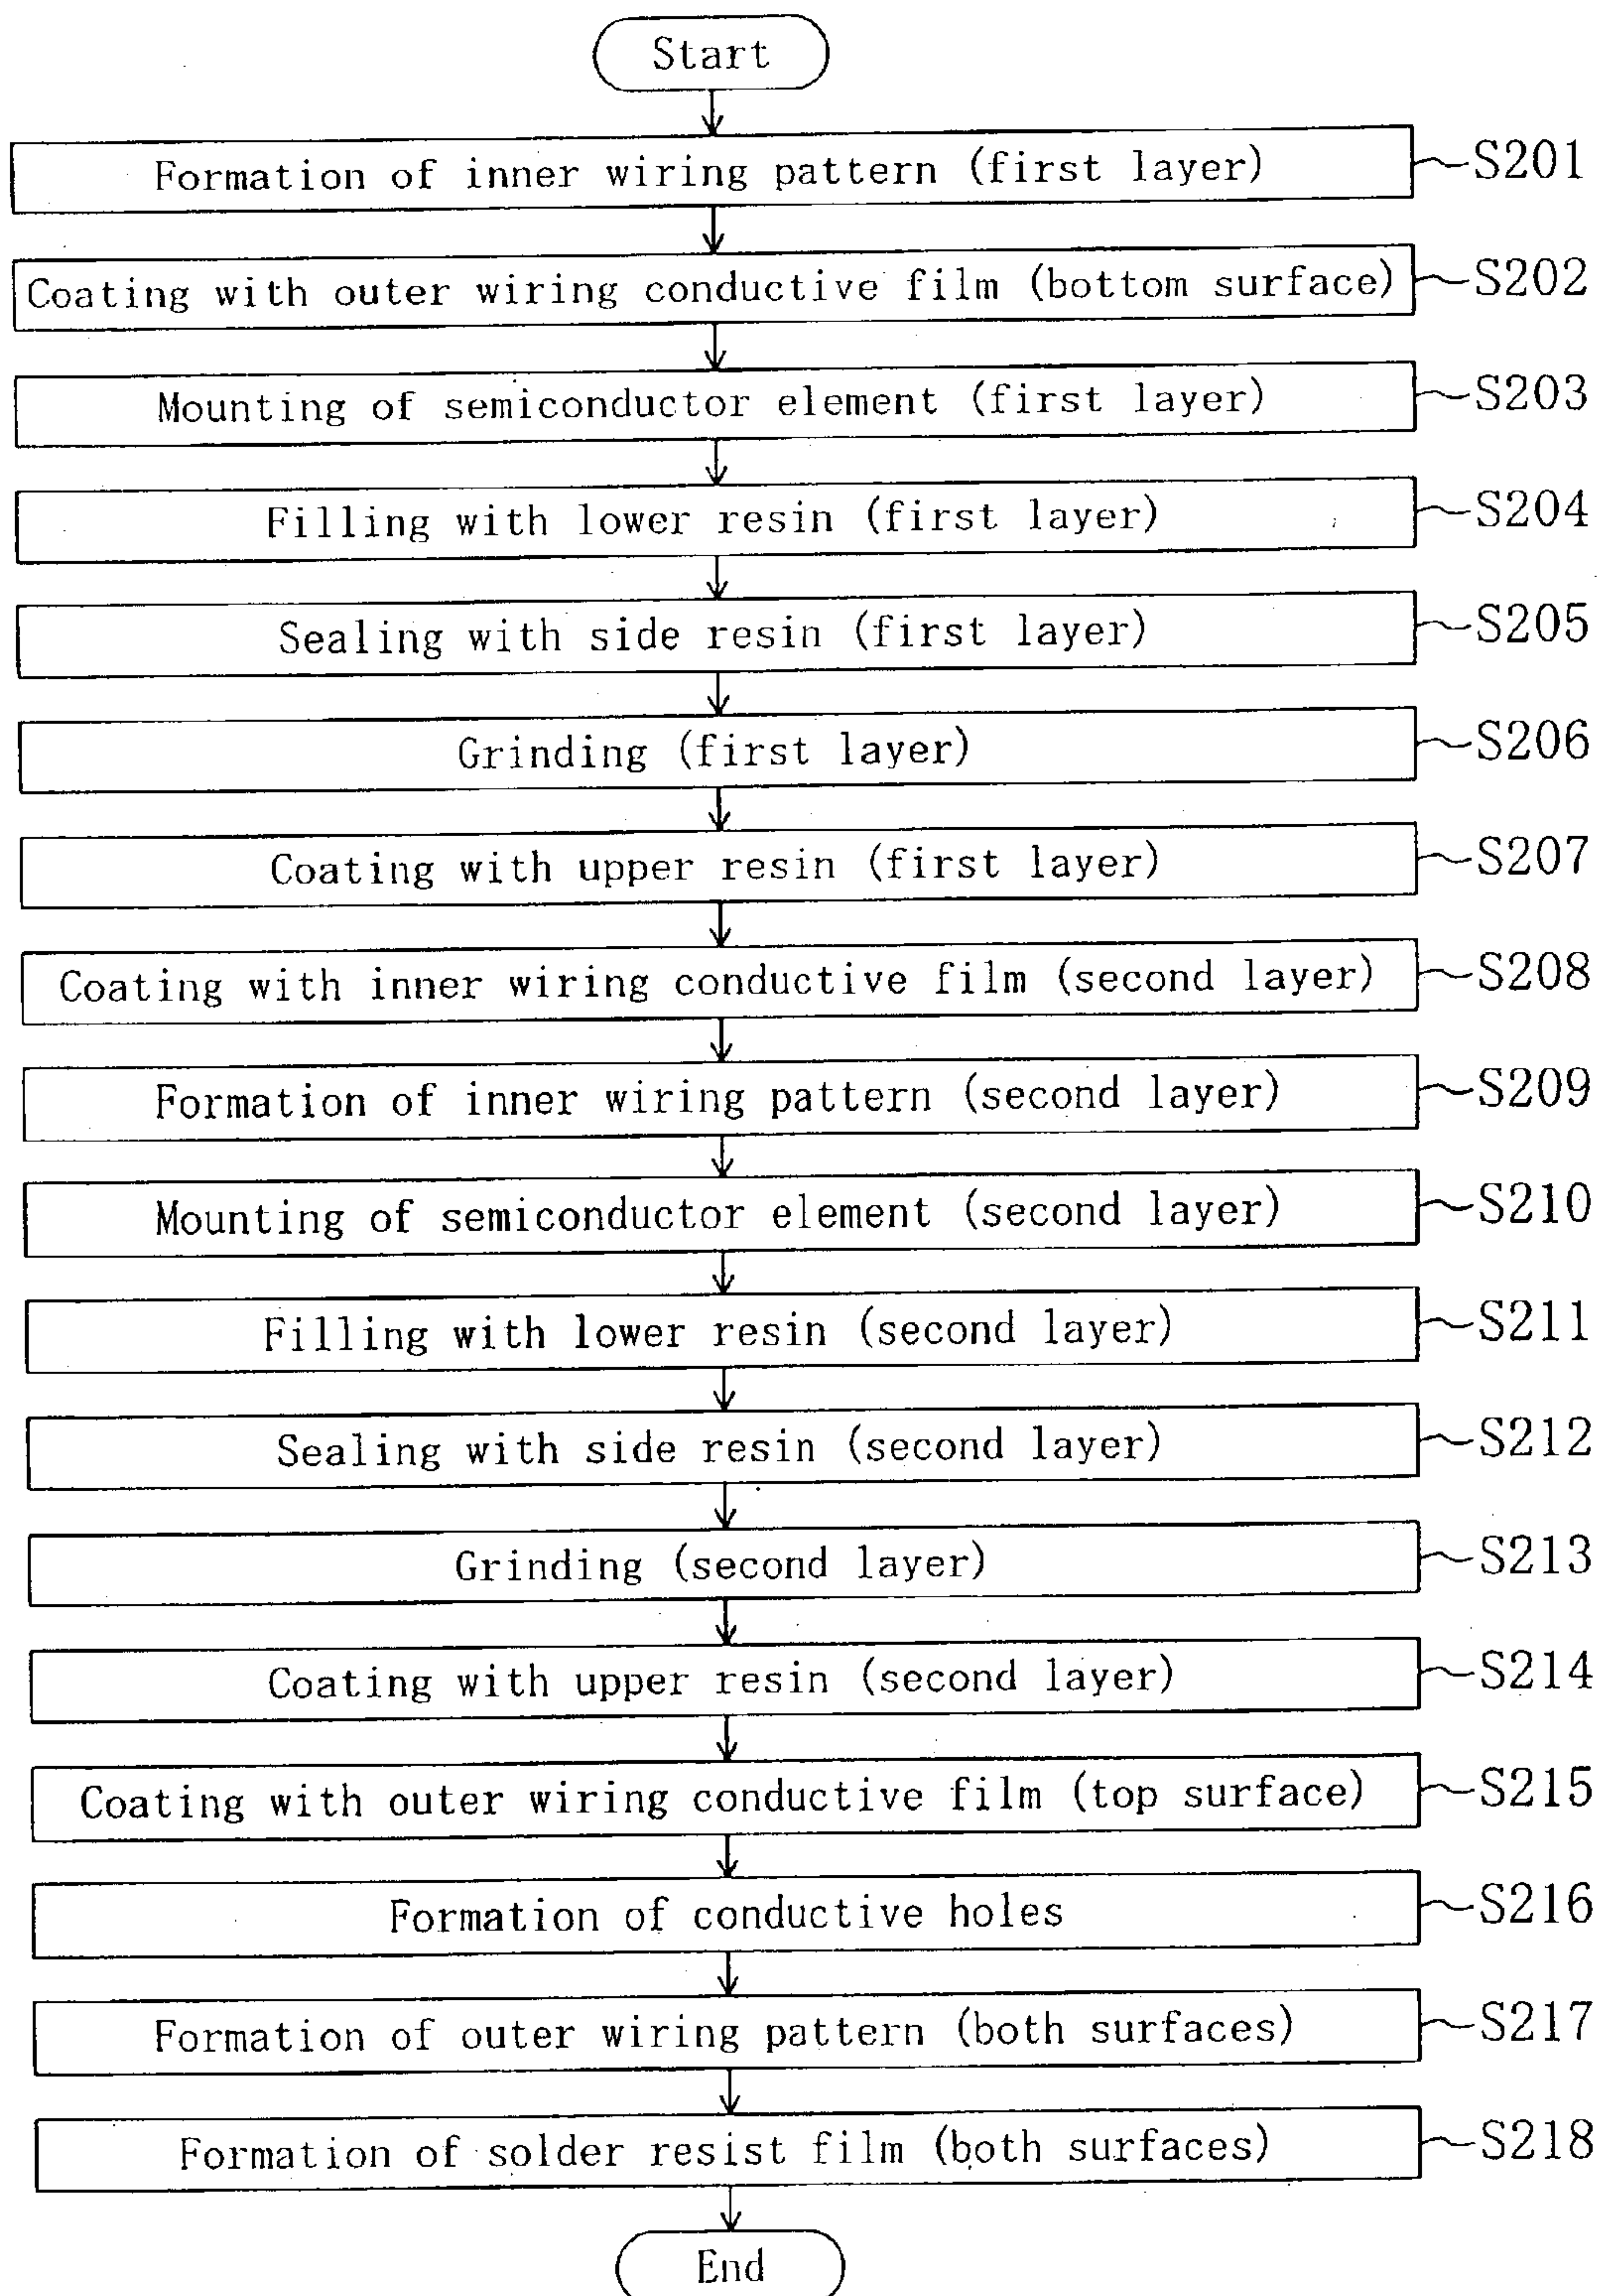 Start
Formation of inner wiring pattern (first layer) S201
Coating with outer wiring conductive film (bottom surface) S202
Mounting of semiconductor element (first layer) S203
Filling with lower resin (first layer) S204
Sealing with side resin (first layer) S205
Grinding (first layer) S206
Coating with upper resin (first layer) S207
Coating with inner wiring conductive film (second layer) S208
Formation of inner wiring pattern (second layer) S209
Mounting of semiconductor element (second layer) S210
Filling with lower resin (second layer) S211
Sealing with side resin (second layer) S212
Grinding (second layer) S213
Coating with upper resin (second layer) S214
Coating with outer wiring conductive film (top surface) S215
Formation of conductive holes S216
Formation of outer wiring pattern (both surfaces) S217
Formation of solder resist film (both surfaces) S218
End